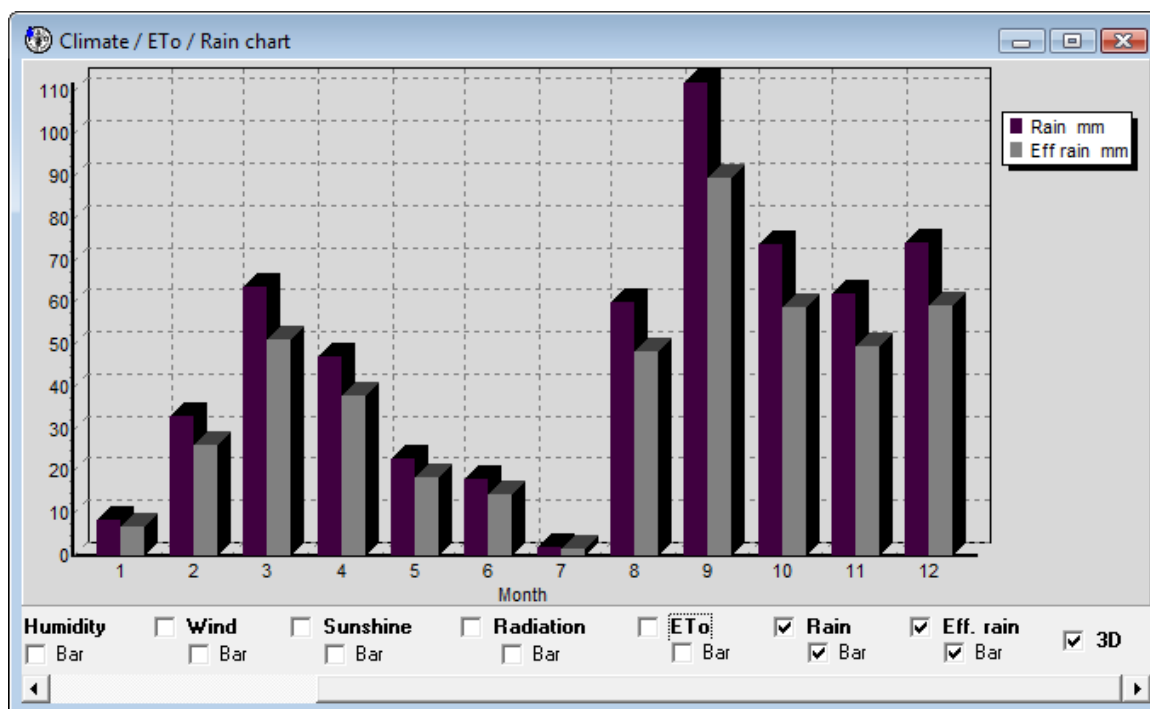 Climate / ETo / Rain chart
110
100
90
80
70
60
50
40
30
20
10
0
Rain mm
Eff rain mm
1 2 3 4 5 6 7 8 9 10 11 12
Month
Humidity Wind Sunshine Radiation ETo Rain Eff. rain 3D
Bar Bar Bar Bar Bar Bar Bar